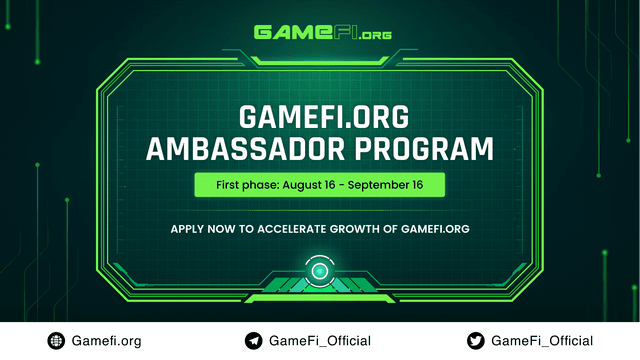 GAMEFI.ORG
GAMEFI.ORG
AMBASSADOR PROGRAM
First phase: August 16 - September 16
APPLY NOW TO ACCELERATE GROWTH OF GAMEFI.ORG
Gamefi.org
GameFi_Official
GameFi_Official